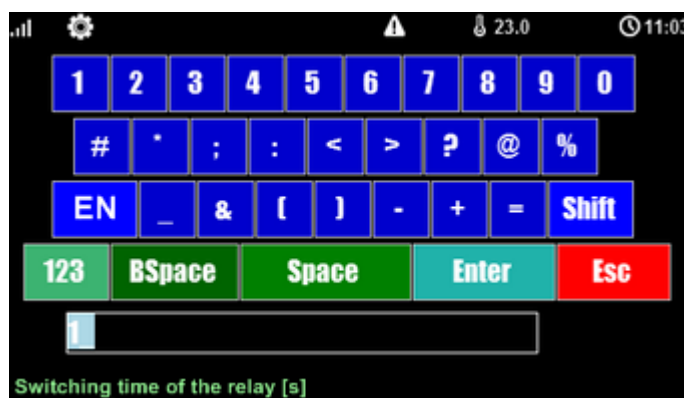 23.0 11:03
1 2 3 4 5 6 7 8 9 0
# * ; : < > ? @ %
EN _ & ( ) - + = Shift
123 BSpace Space Enter Esc
1_
Switching time of the relay [s]